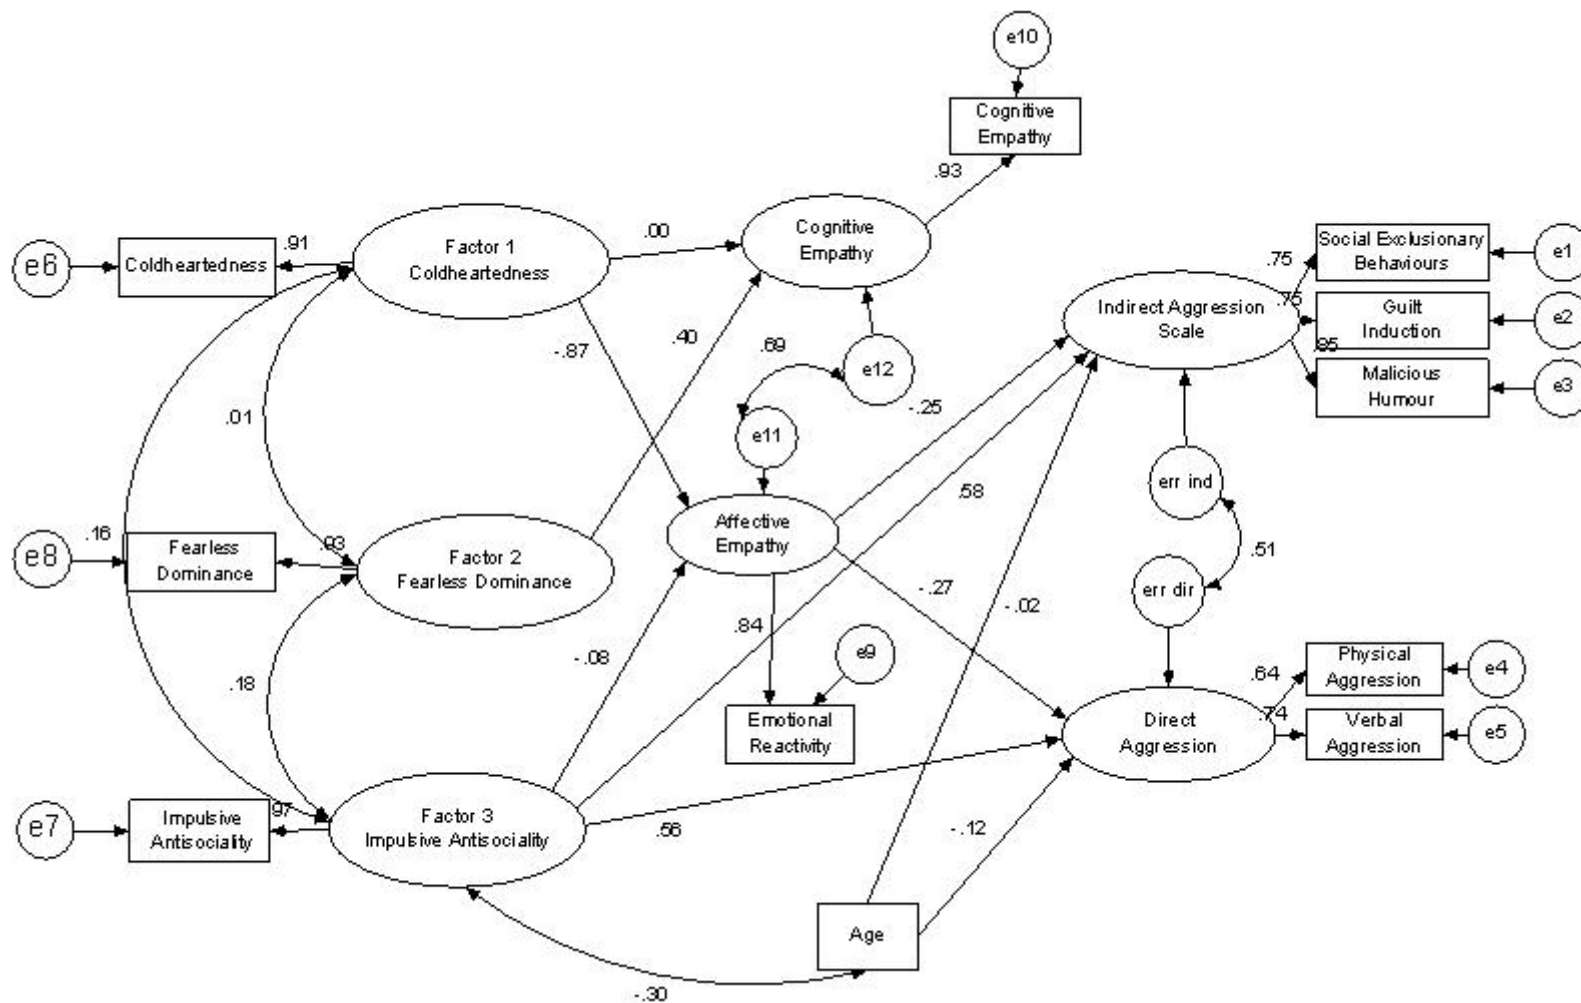 e10
Cognitive
Empathy
.93
Cognitive
Empathy
.00
Factor 1
Coldheartedness
.91
Coldheartedness
e6
Social Exclusionary
Behaviours
e1
.75
Indirect Aggression
Scale
.75
Guilt
Induction
e2
.85
Malicious
Humour
e3
-.87
.40
.69
e12
e11
-.25
.01
.58
err ind
.51
err dir
.16
e8
Fearless
Dominance
.93
Factor 2
Fearless Dominance
Affective
Empathy
-.27
-.02
.84
e9
-.08
.18
Emotional
Reactivity
Direct
Aggression
.64
Physical
Aggression
e4
.74
Verbal
Aggression
e5
e7
Impulsive
Antisociality
.97
Factor 3
Impulsive Antisociality
.56
-.12
Age
-.30